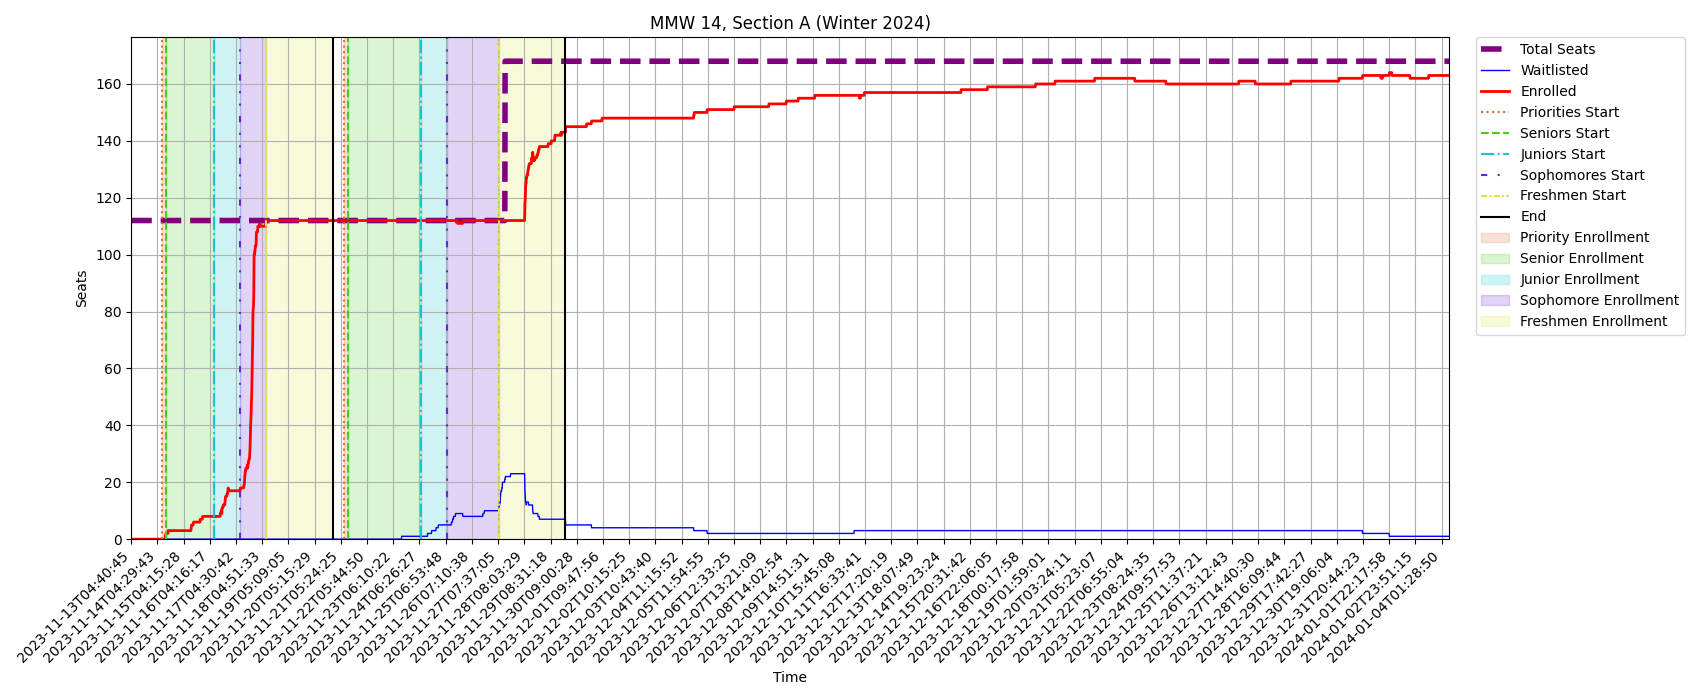 MMW 14, Section A (Winter 2024)
Seats
160
140
120
100
80
60
40
20
0
2023-11-13T04:40:45
2023-11-14T04:29:43
2023-11-15T04:15:28
2023-11-16T04:16:17
2023-11-17T04:30:42
2023-11-18T04:51:33
2023-11-19T05:09:05
2023-11-20T05:15:29
2023-11-21T05:24:25
2023-11-22T05:44:50
2023-11-23T06:10:22
2023-11-24T06:26:27
2023-11-25T06:53:48
2023-11-26T07:10:38
2023-11-27T07:37:05
2023-11-28T08:03:29
2023-11-29T08:31:18
2023-11-30T09:00:28
2023-12-01T09:47:56
2023-12-02T10:15:25
2023-12-03T10:43:40
2023-12-04T11:15:52
2023-12-05T11:54:55
2023-12-06T12:33:25
2023-12-07T13:21:09
2023-12-08T14:02:54
2023-12-09T14:51:31
2023-12-10T15:45:08
2023-12-11T16:33:41
2023-12-12T17:20:19
2023-12-13T18:07:49
2023-12-14T19:23:24
2023-12-15T20:31:42
2023-12-16T22:06:05
2023-12-18T00:17:58
2023-12-19T01:59:01
2023-12-20T03:24:11
2023-12-21T05:23:07
2023-12-22T06:55:04
2023-12-23T08:24:35
2023-12-24T09:57:53
2023-12-25T11:37:21
2023-12-26T13:12:43
2023-12-27T14:40:30
2023-12-28T16:09:44
2023-12-29T17:42:27
2023-12-30T19:06:04
2023-12-31T20:44:23
2024-01-01T22:17:58
2024-01-02T23:51:15
2024-01-04T01:28:50
Time
Total Seats
Waitlisted
Enrolled
Priorities Start
Seniors Start
Juniors Start
Sophomores Start
Freshmen Start
End
Priority Enrollment
Senior Enrollment
Junior Enrollment
Sophomore Enrollment
Freshmen Enrollment